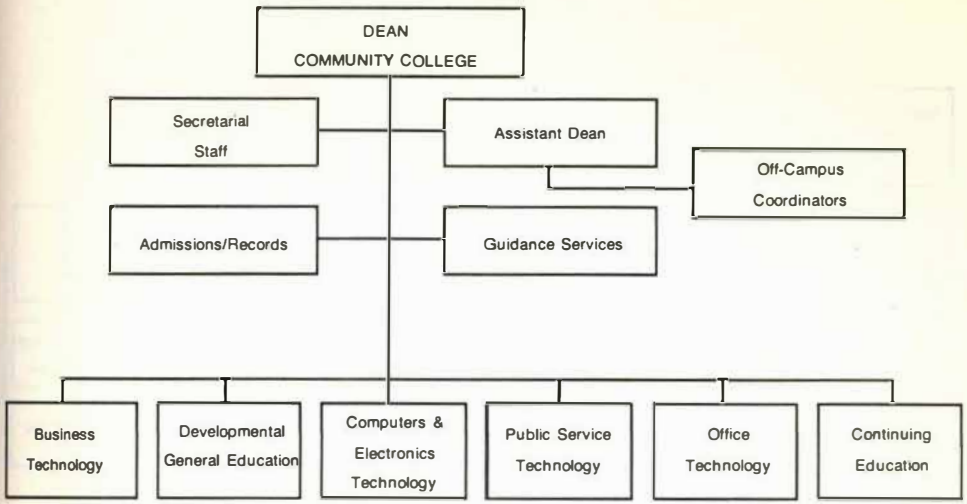 DEAN
COMMUNITY COLLEGE
Secretarial
Staff
Assistant Dean
Off-Campus
Coordinators
Admissions/Records
Guidance Services
Business
Technology
Developmental
General Education
Computers &
Electronics
Technology
Public Service
Technology
Office
Technology
Continuing
Education